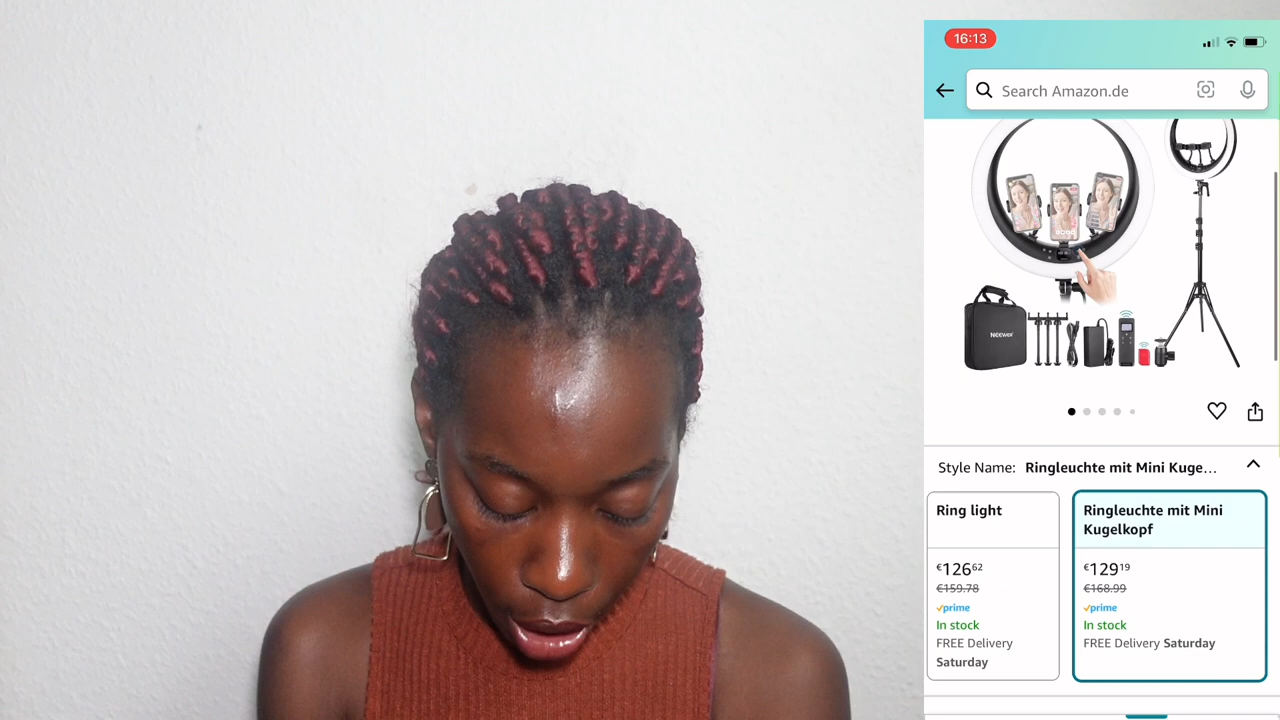 16:13
Search Amazon.de
NEEWER
Style Name: Ringleuchte mit Mini Kuge...
Ring light
€12662
€159.78
prime
In stock
FREE Delivery
Saturday
Ringleuchte mit Mini
Kugelkopf
€12919
€168.99
prime
In stock
FREE Delivery Saturday